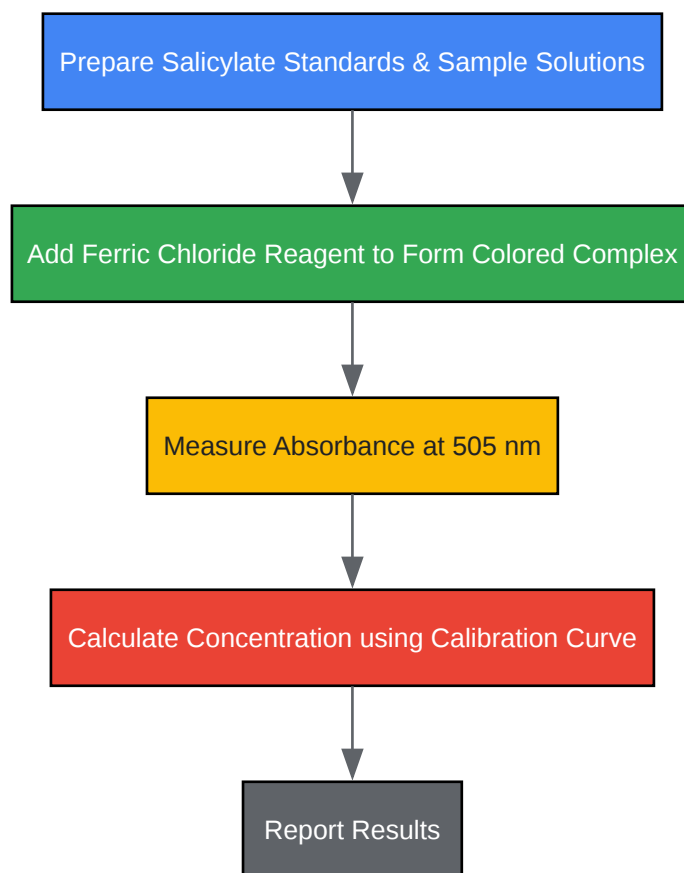 Prepare Salicylate Standards & Sample Solutions
Add Ferric Chloride Reagent to Form Colored Complex
Measure Absorbance at 505 nm
Calculate Concentration using Calibration Curve
Report Results